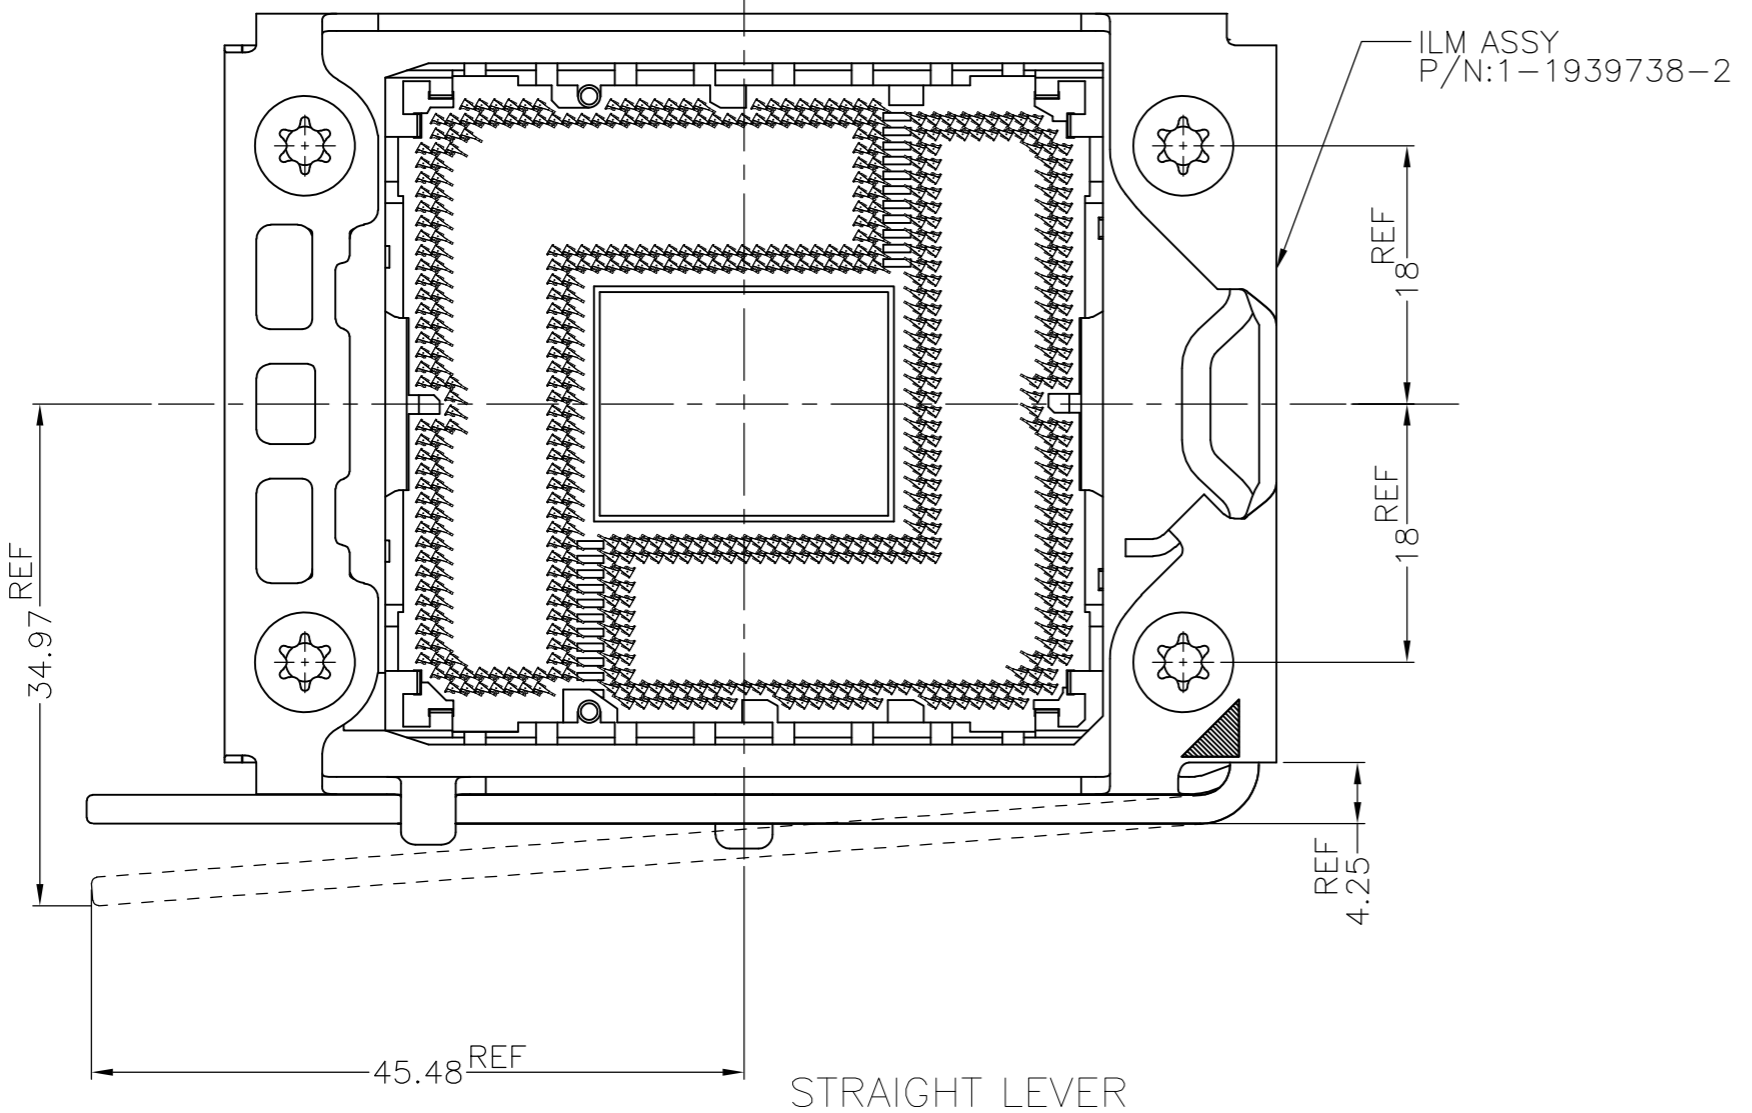 ILM ASSY
P/N:1-1939738-2
18 REF
18 REF
34.97 REF
REF
4.25
45.48 REF
STRAIGHT LEVER